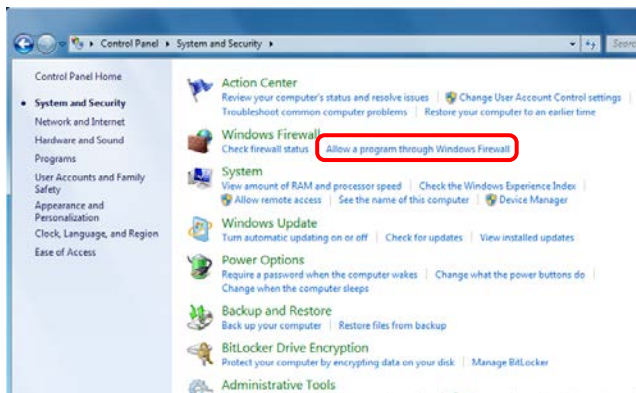 Control Panel ▸ System and Security ▸
Control Panel Home
System and Security
Network and Internet
Hardware and Sound
Programs
User Accounts and Family
Safety
Appearance and
Personalization
Clock, Language, and Region
Ease of Access
Action Center
Review your computer's status and resolve issues | Change User Account Control settings |
Troubleshoot common computer problems | Restore your computer to an earlier time
Windows Firewall
Check firewall status | Allow a program through Windows Firewall
System
View amount of RAM and processor speed | Check the Windows Experience Index |
Allow remote access | See the name of this computer | Device Manager
Windows Update
Turn automatic updating on or off | Check for updates | View installed updates
Power Options
Require a password when the computer wakes | Change what the power buttons do |
Change when the computer sleeps
Backup and Restore
Back up your computer | Restore files from backup
BitLocker Drive Encryption
Protect your computer by encrypting data on your disk | Manage BitLocker
Administrative Tools